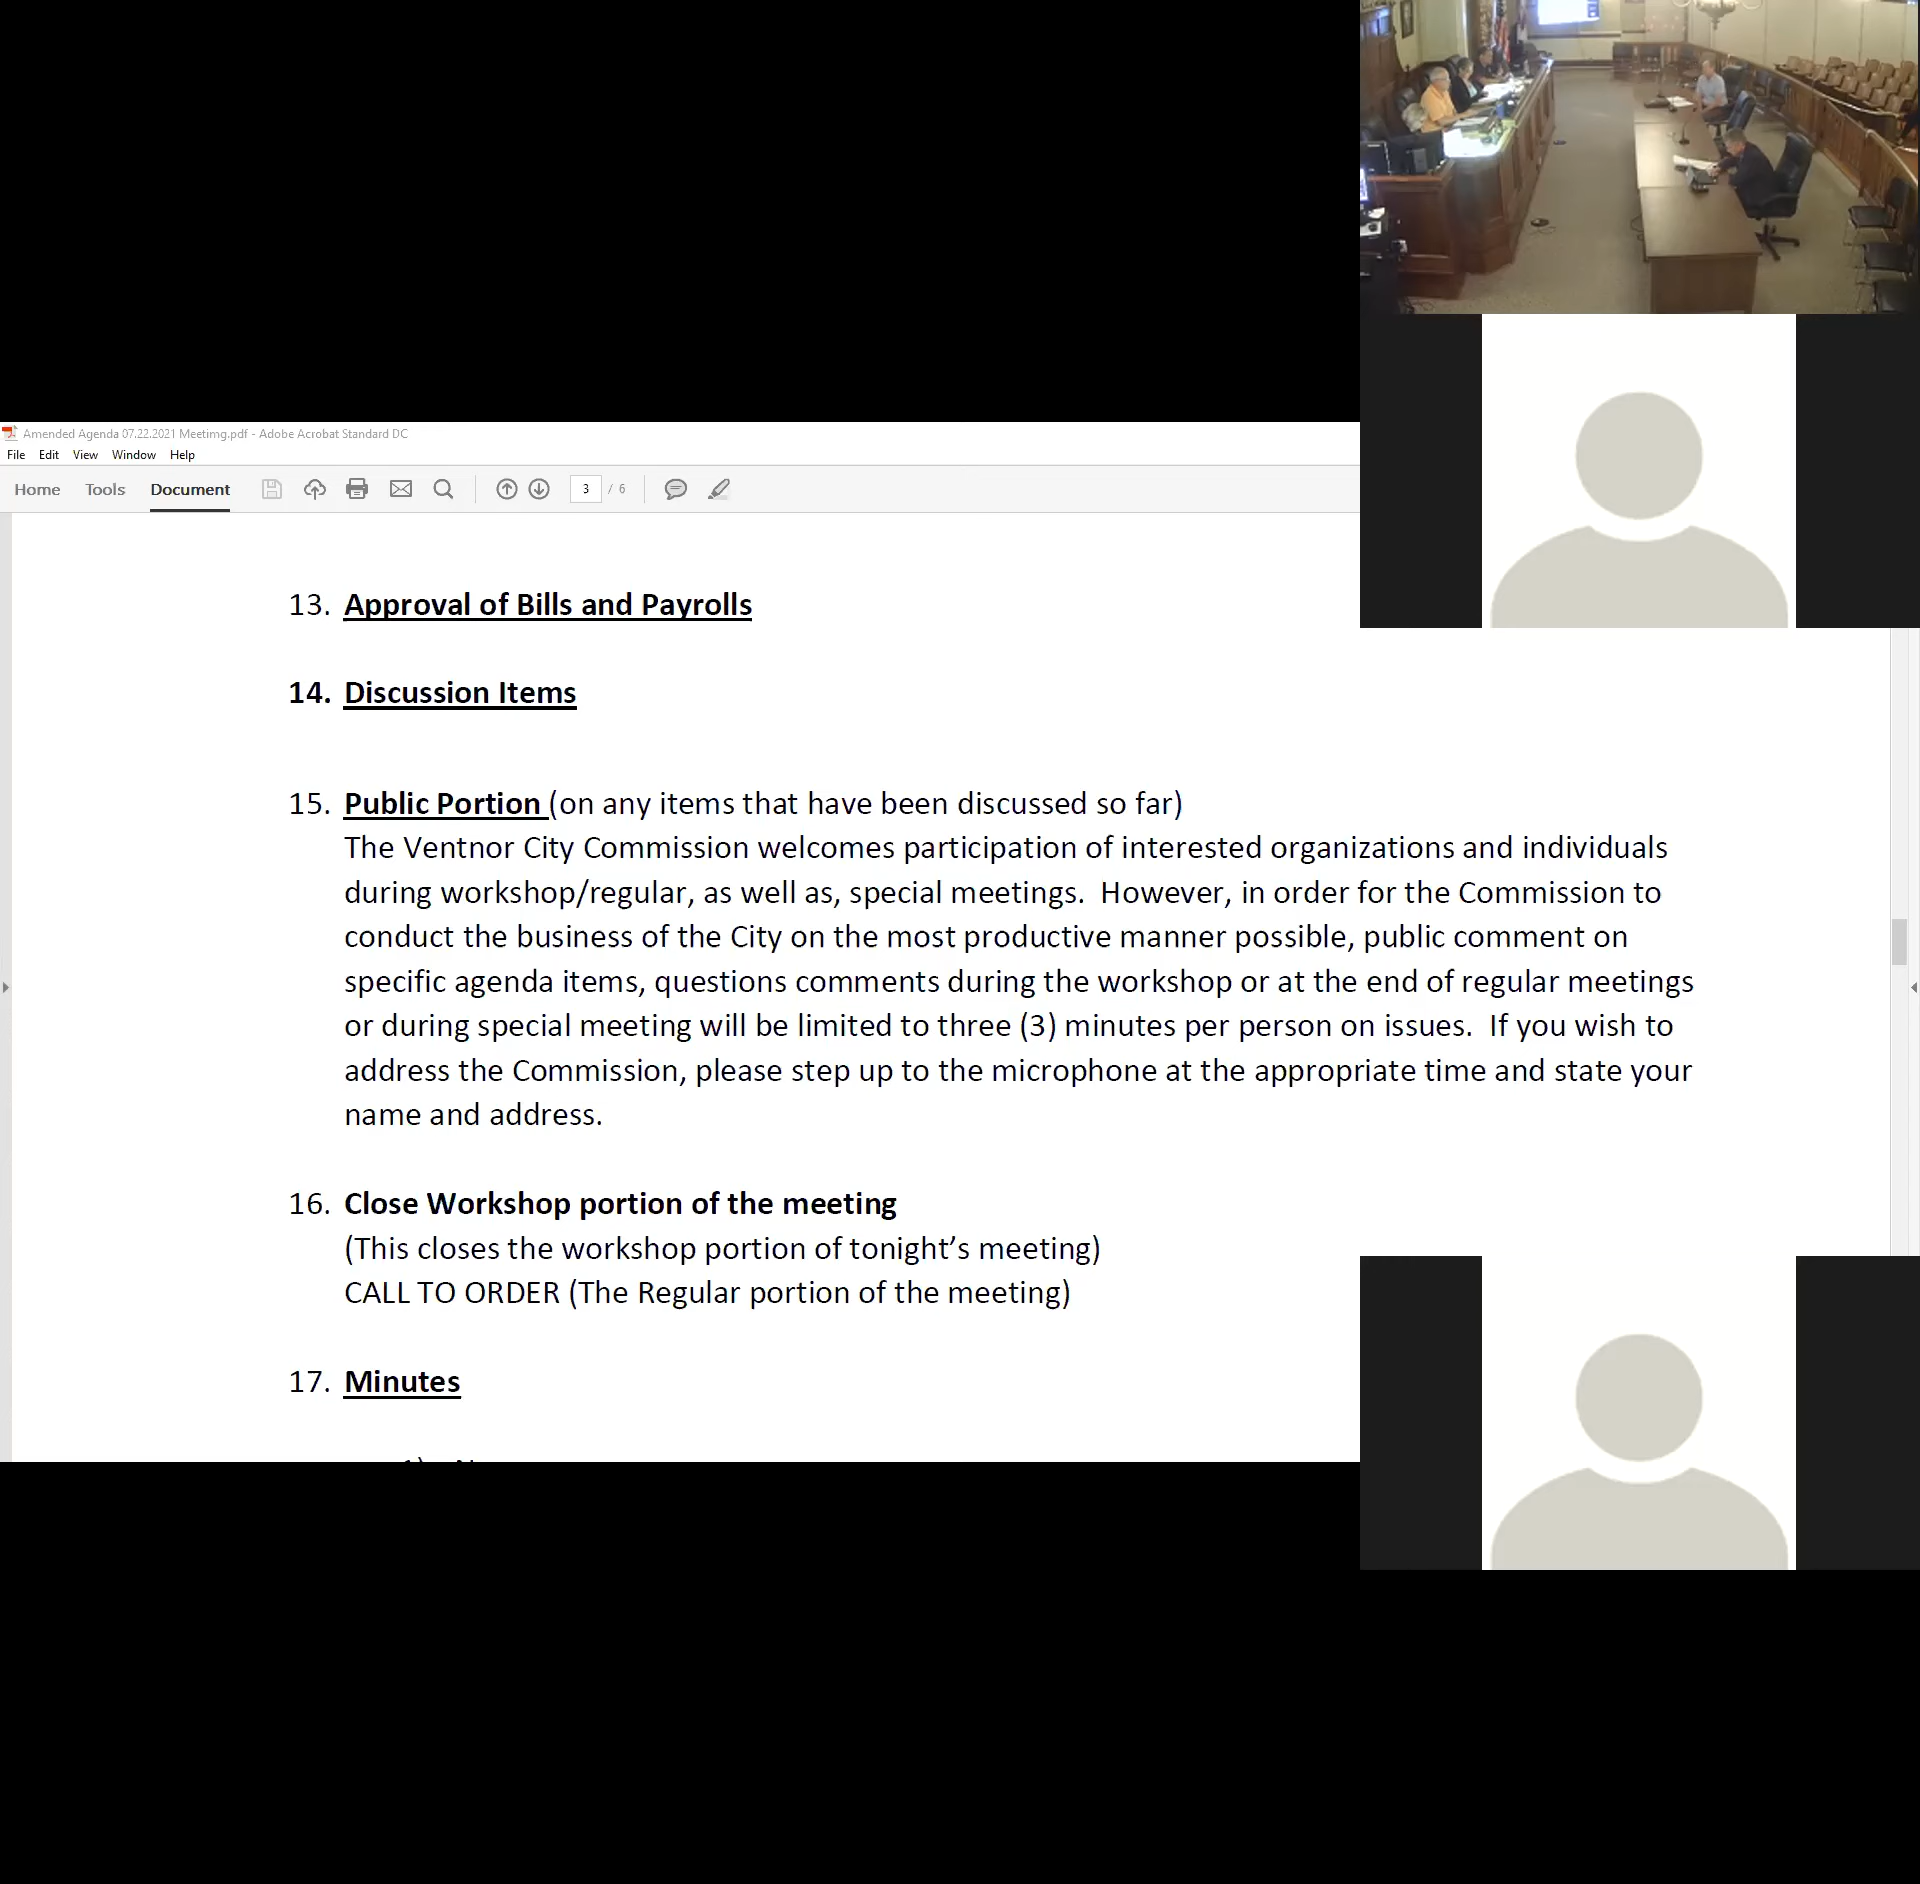 Amended Agenda 07.22.2021 Meetimg.pdf - Adobe Acrobat Standard DC
File Edit View Window Help
Home Tools Document 3 / 6
13. Approval of Bills and Payrolls
14. Discussion Items
15. Public Portion (on any items that have been discussed so far)
The Ventnor City Commission welcomes participation of interested organizations and individuals
during workshop/regular, as well as, special meetings. However, in order for the Commission to
conduct the business of the City on the most productive manner possible, public comment on
specific agenda items, questions comments during the workshop or at the end of regular meetings
or during special meeting will be limited to three (3) minutes per person on issues. If you wish to
address the Commission, please step up to the microphone at the appropriate time and state your
name and address.
16. Close Workshop portion of the meeting
(This closes the workshop portion of tonight’s meeting)
CALL TO ORDER (The Regular portion of the meeting)
17. Minutes